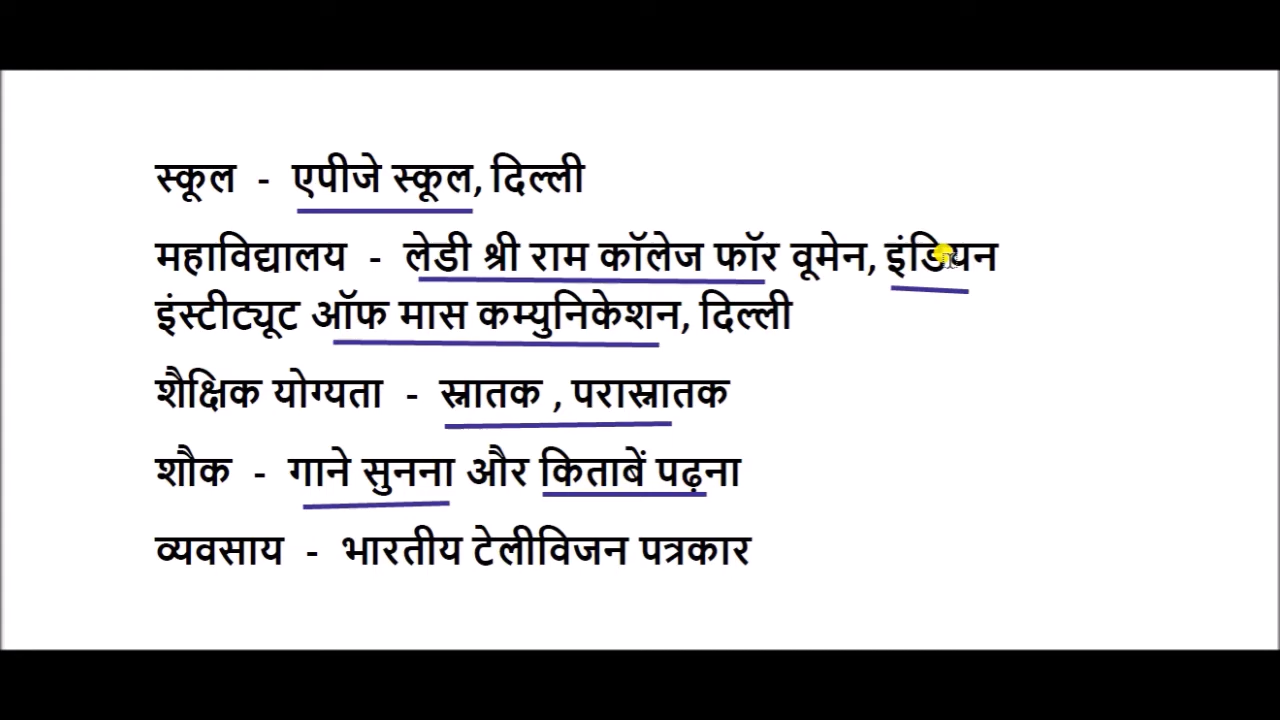 स्कूल - एपीजे स्कूल, दिल्ली
महाविद्यालय - लेडी श्री राम कॉलेज फॉर वूमेन, इंडियन
इंस्टीट्यूट ऑफ मास कम्युनिकेशन, दिल्ली
शैक्षिक योग्यता - स्नातक , परास्नातक
शौक - गाने सुनना और किताबें पढ़ना
व्यवसाय - भारतीय टेलीविजन पत्रकार